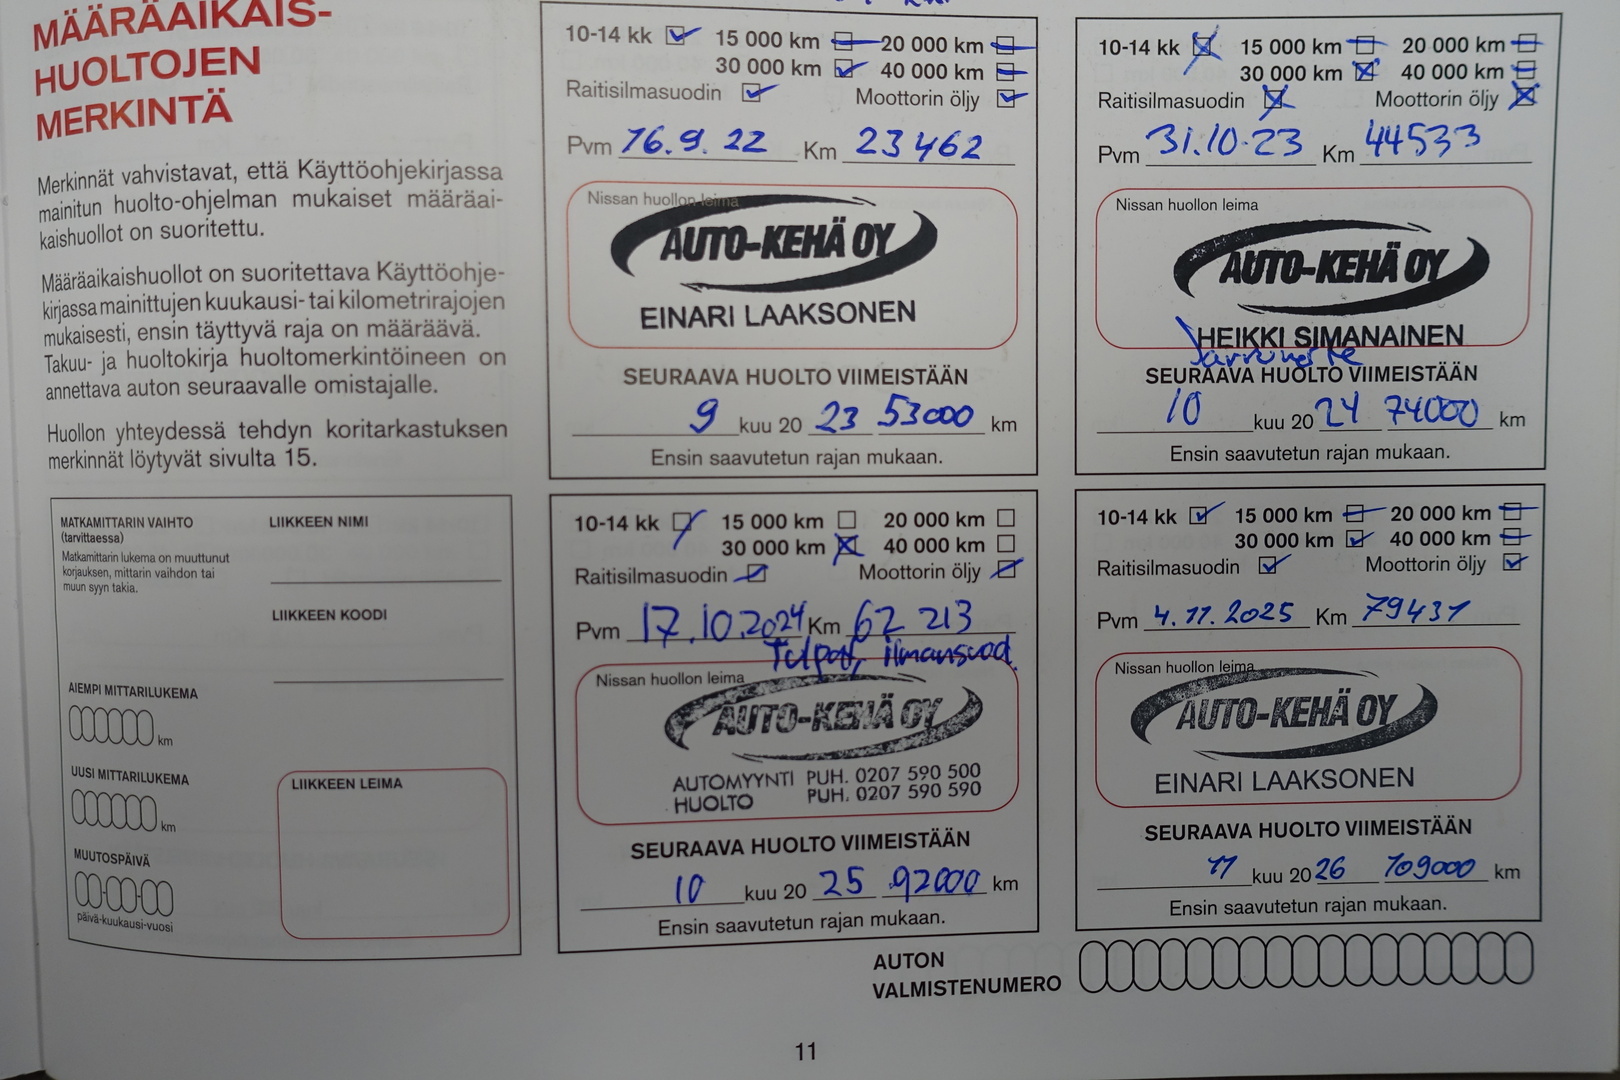 MÄÄRÄAIKAIS-
HUOLTOJEN
MERKINTÄ
Merkinnät vahvistavat, että Käyttöohjekirjassa
mainitun huolto-ohjelman mukaiset määräai-
kaishuollot on suoritettu.
Määräaikaishuollot on suoritettava Käyttöohje-
kirjassa mainittujen kuukausi- tai kilometrirajojen
mukaisesti, ensin täyttyvä raja on määräävä.
Takuu- ja huoltokirja huoltomerkintöineen on
annettava auton seuraavalle omistajalle.
Huollon yhteydessä tehdyn koritarkastuksen
merkinnät löytyvät sivulta 15.
MATKAMITTARIN VAIHTO
(tarvittaessa)
Matkamittarin lukema on muuttunut
korjauksen, mittarin vaihdon tai
muun syyn takia.
LIIKKEEN NIMI
LIIKKEEN KOODI
AIEMPI MITTARILUKEMA
km
UUSI MITTARILUKEMA
km
MUUTOSPÄIVÄ
päivä-kuukausi-vuosi
LIIKKEEN LEIMA
10-14 kk 15 000 km 20 000 km
30 000 km 40 000 km
Raitisilmasuodin Moottorin öljy
Pvm 16.9.22 Km 23462
Nissan huollon leima
AUTO-KEHÄ OY
EINARI LAAKSONEN
SEURAAVA HUOLTO VIIMEISTÄÄN
9 kuu 20 23 53000 km
Ensin saavutetun rajan mukaan.
10-14 kk 15 000 km 20 000 km
30 000 km 40 000 km
Raitisilmasuodin Moottorin öljy
Pvm 31.10.23 Km 44533
Nissan huollon leima
AUTO-KEHÄ OY
HEIKKI SIMANAINEN
Jarruneste
SEURAAVA HUOLTO VIIMEISTÄÄN
10 kuu 20 24 74000 km
Ensin saavutetun rajan mukaan.
10-14 kk 15 000 km 20 000 km
30 000 km 40 000 km
Raitisilmasuodin Moottorin öljy
Pvm 17.10.2024 Km 62 213
Tulpat, ilmansuod.
Nissan huollon leima
AUTO-KEHÄ OY
AUTOMYYNTI PUH. 0207 590 500
HUOLTO PUH. 0207 590 590
SEURAAVA HUOLTO VIIMEISTÄÄN
10 kuu 20 25 92000 km
Ensin saavutetun rajan mukaan.
10-14 kk 15 000 km 20 000 km
30 000 km 40 000 km
Raitisilmasuodin Moottorin öljy
Pvm 4.11.2025 Km 79431
Nissan huollon leima
AUTO-KEHÄ OY
EINARI LAAKSONEN
SEURAAVA HUOLTO VIIMEISTÄÄN
11 kuu 20 26 109000 km
Ensin saavutetun rajan mukaan.
AUTON
VALMISTENUMERO
11